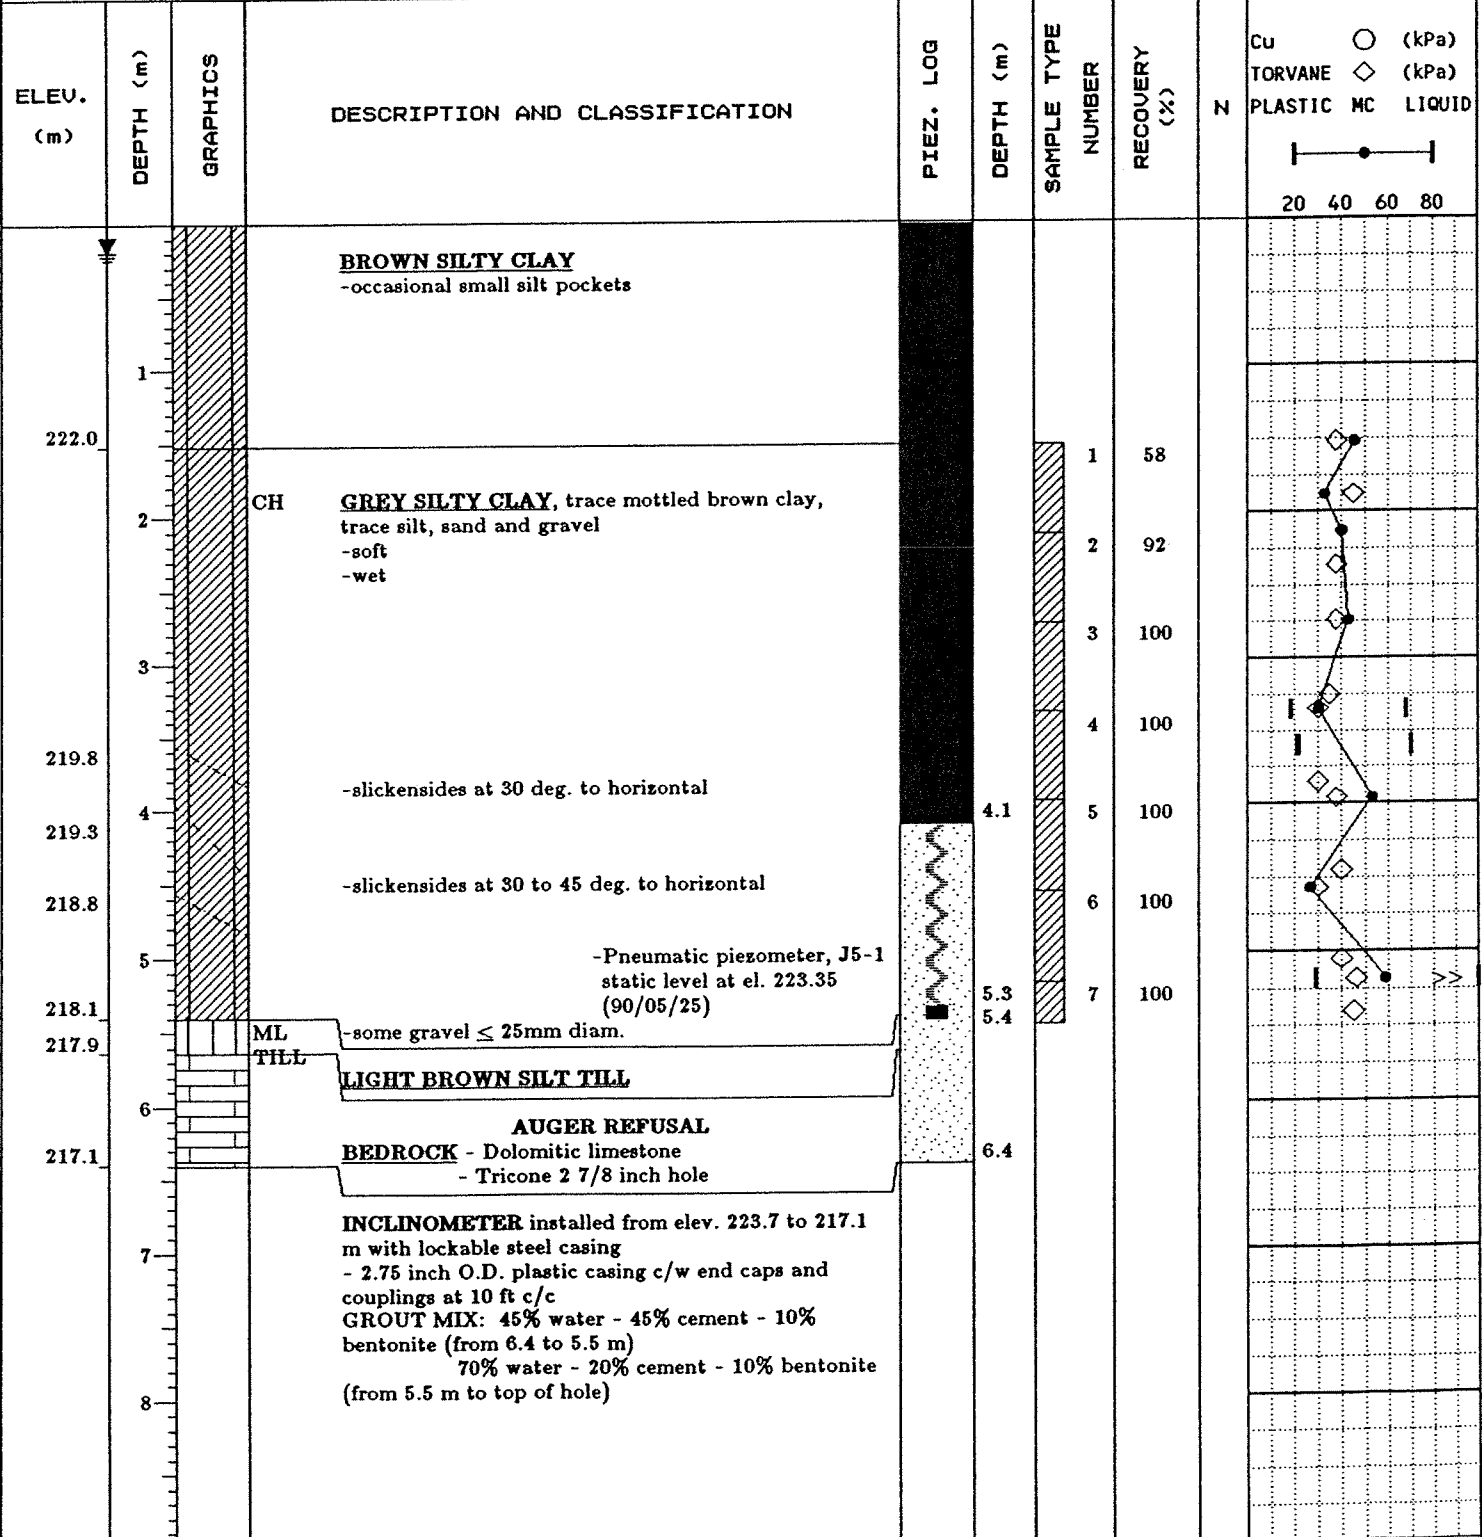 ELEV.
(m)
DEPTH (m)
GRAPHICS
DESCRIPTION AND CLASSIFICATION
PIEZ. LOG
DEPTH (m)
SAMPLE TYPE
NUMBER
RECOVERY
(%)
N
Cu (kPa)
TORVANE (kPa)
PLASTIC MC LIQUID
20 40 60 80
BROWN SILTY CLAY
-occasional small silt pockets
1
222.0
1 58
CH GREY SILTY CLAY, trace mottled brown clay,
2 trace silt, sand and gravel
-soft
2 92
-wet
3 100
3
4 100
219.8
-slickensides at 30 deg. to horizontal
4
4.1 5 100
219.3
-slickensides at 30 to 45 deg. to horizontal
218.8
6 100
-Pneumatic piezometer, J5-1
5
static level at el. 223.35
>>
(90/05/25)
5.3 7 100
218.1
5.4
ML -some gravel ≤ 25mm diam.
217.9
TILL
LIGHT BROWN SILT TILL
6
AUGER REFUSAL
BEDROCK - Dolomitic limestone
6.4
217.1
- Tricone 2 7/8 inch hole
INCLINOMETER installed from elev. 223.7 to 217.1
7 m with lockable steel casing
- 2.75 inch O.D. plastic casing c/w end caps and
couplings at 10 ft c/c
GROUT MIX: 45% water - 45% cement - 10%
bentonite (from 6.4 to 5.5 m)
70% water - 20% cement - 10% bentonite
8 (from 5.5 m to top of hole)